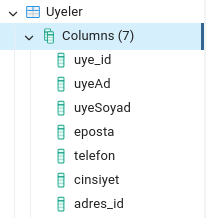 Uyeler
Columns (7)
uye_id
uyeAd
uyeSoyad
eposta
telefon
cinsiyet
adres_id